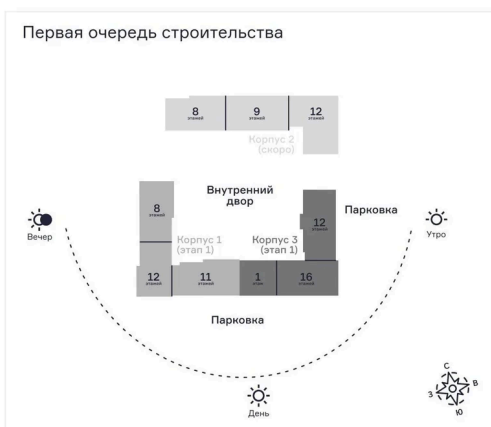 Первая очередь строительства
8
этажей
9
этажей
12
этажей
Корпус 2
(скоро)
Внутренний
двор
8
этажей
12
этажей
Парковка
Вечер
Утро
Корпус 1
(этап 1)
Корпус 3
(этап 1)
12
этажей
11
этажей
1
этаж
16
этажей
Парковка
День
С
В
З
Ю